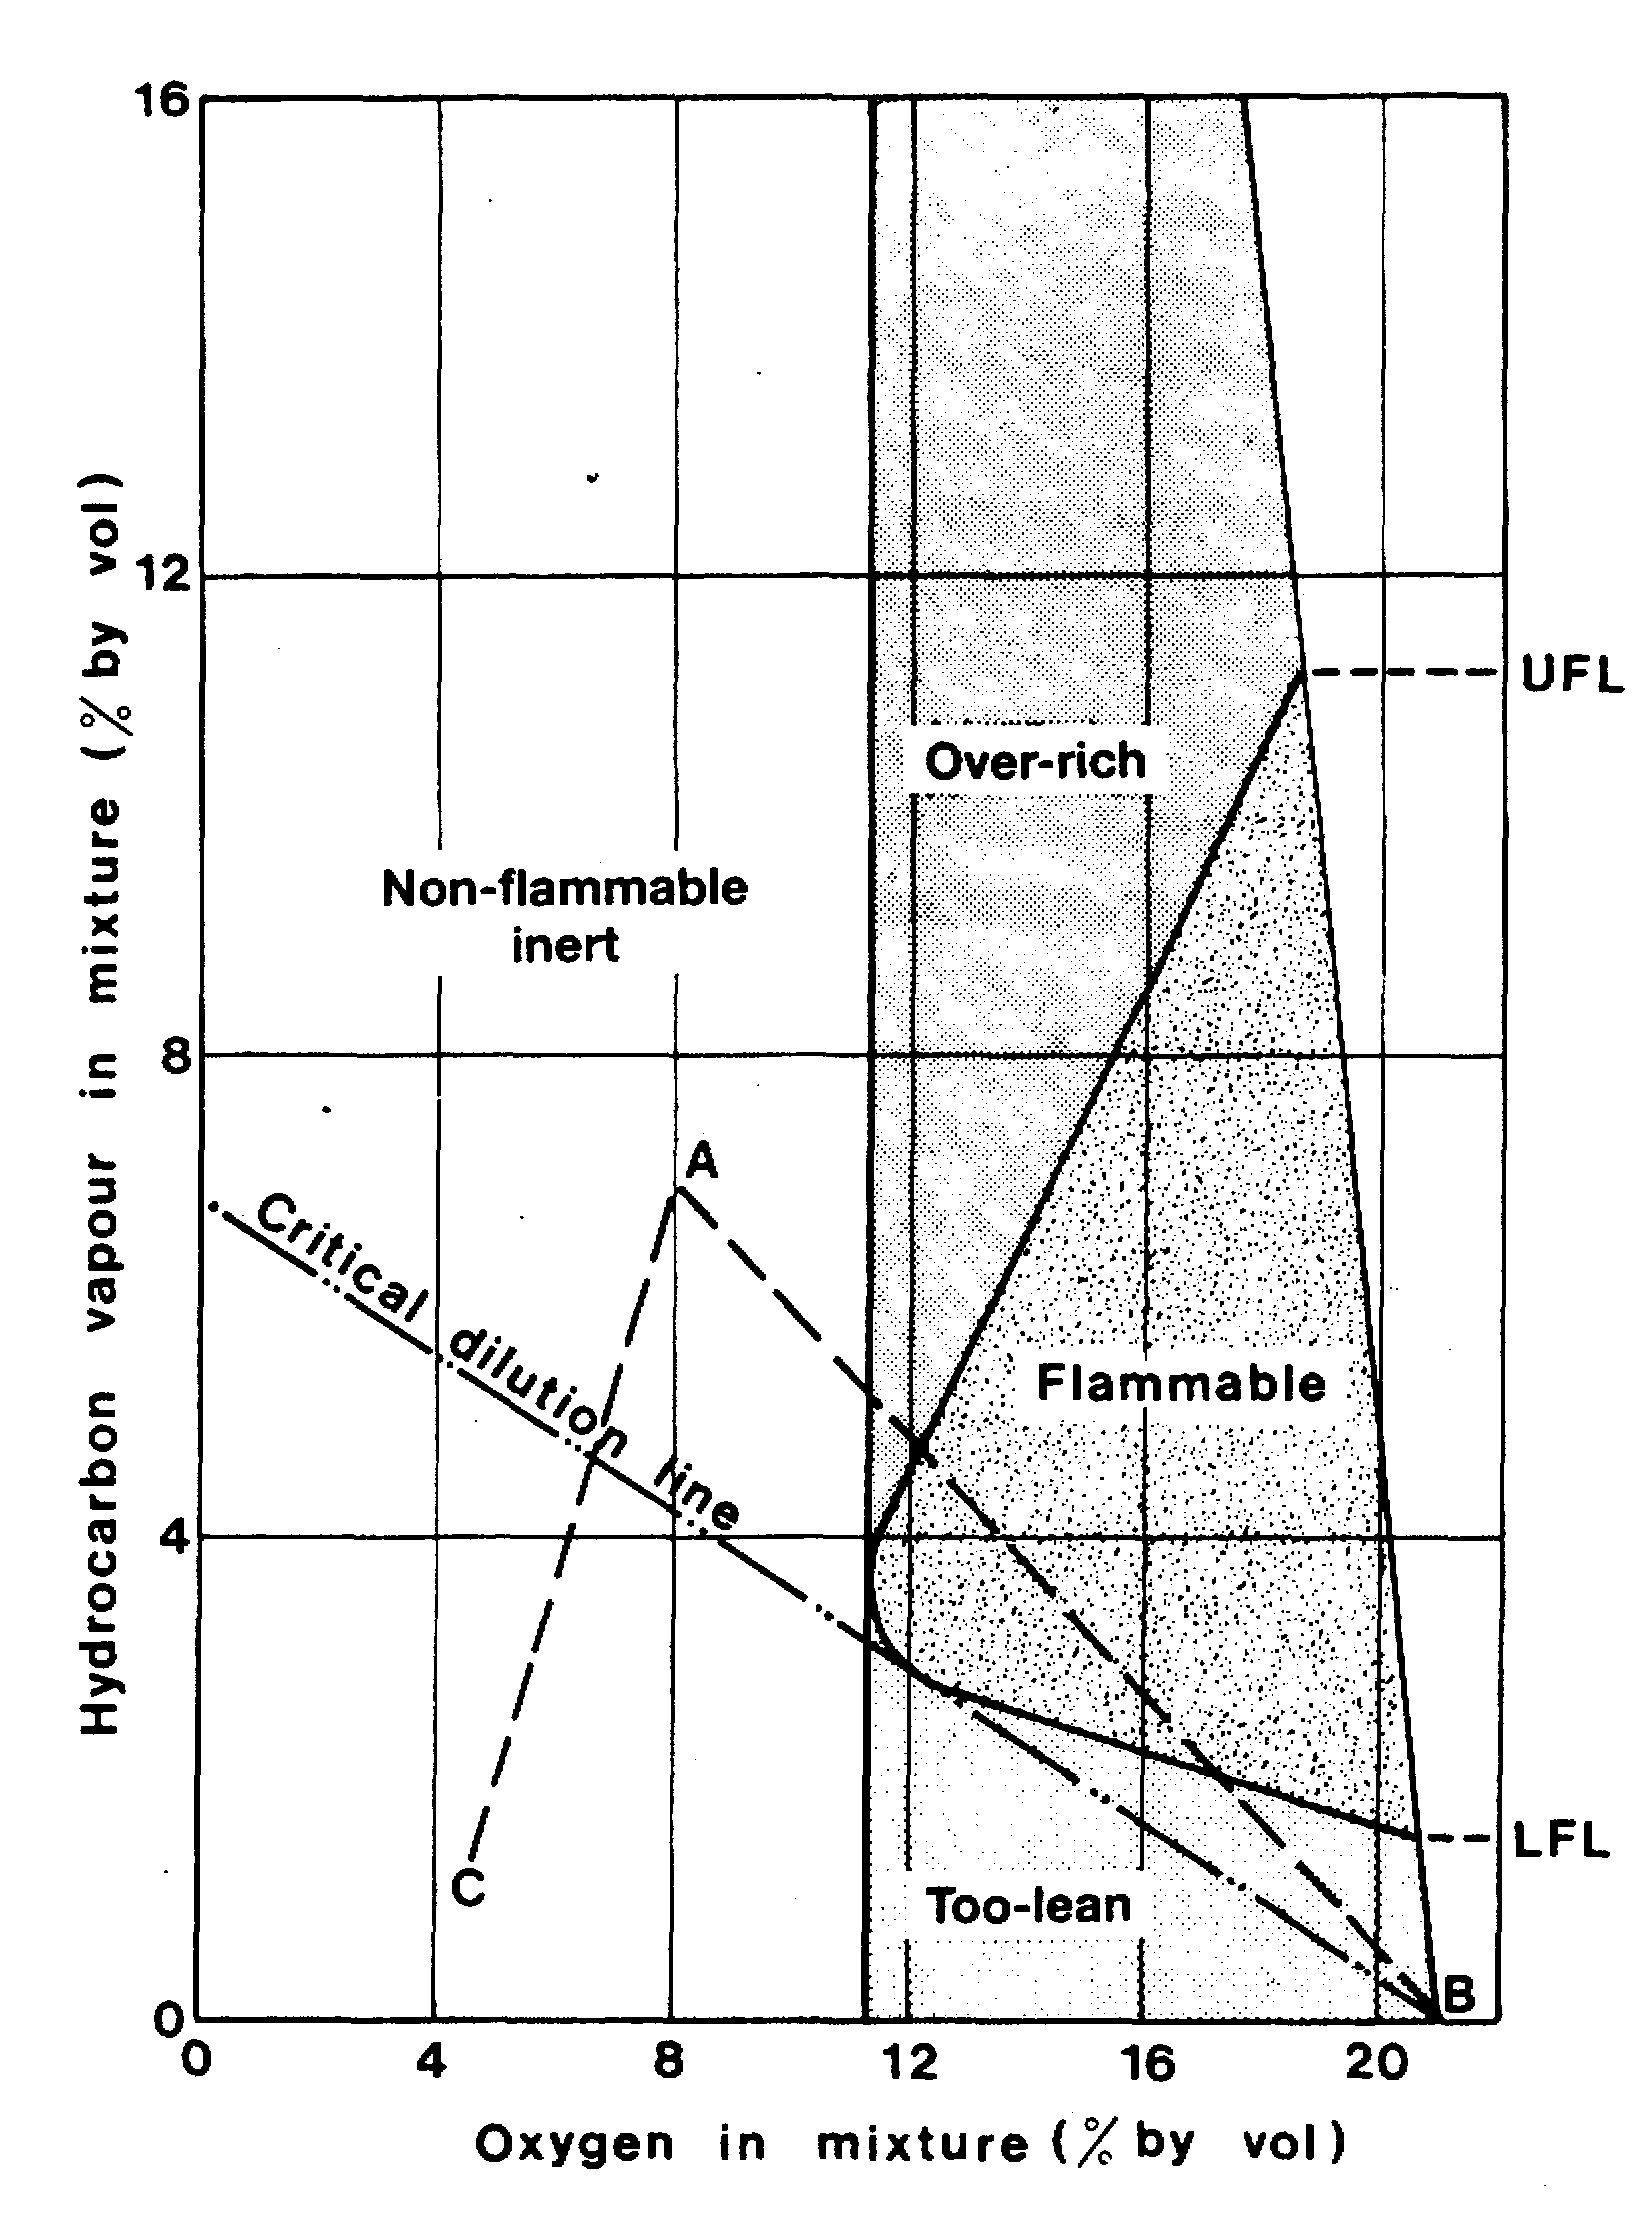 16
12
8
4
0
Hydrocarbon vapour in mixture (% by vol)
UFL
Over-rich
Non-flammable
inert
A
Critical dilution line
Flammable
LFL
C
Too-lean
B
0 4 8 12 16 20
Oxygen in mixture (% by vol)